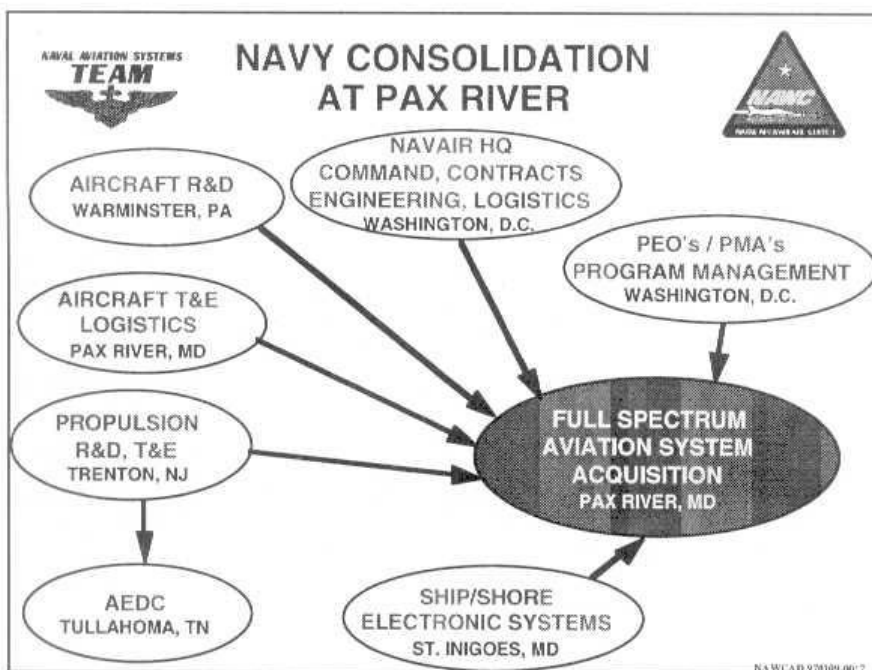 NAVAL AVIATION SYSTEMS
TEAM
NAVY CONSOLIDATION
AT PAX RIVER
NAWC
AIRCRAFT R&D
WARMINSTER, PA
NAVAIR HQ
COMMAND, CONTRACTS
ENGINEERING, LOGISTICS
WASHINGTON, D.C.
PEO's / PMA's
PROGRAM MANAGEMENT
WASHINGTON, D.C.
AIRCRAFT T&E
LOGISTICS
PAX RIVER, MD
PROPULSION
R&D, T&E
TRENTON, NJ
FULL SPECTRUM
AVIATION SYSTEM
ACQUISITION
PAX RIVER, MD
AEDC
TULLAHOMA, TN
SHIP/SHORE
ELECTRONIC SYSTEMS
ST. INIGOES, MD